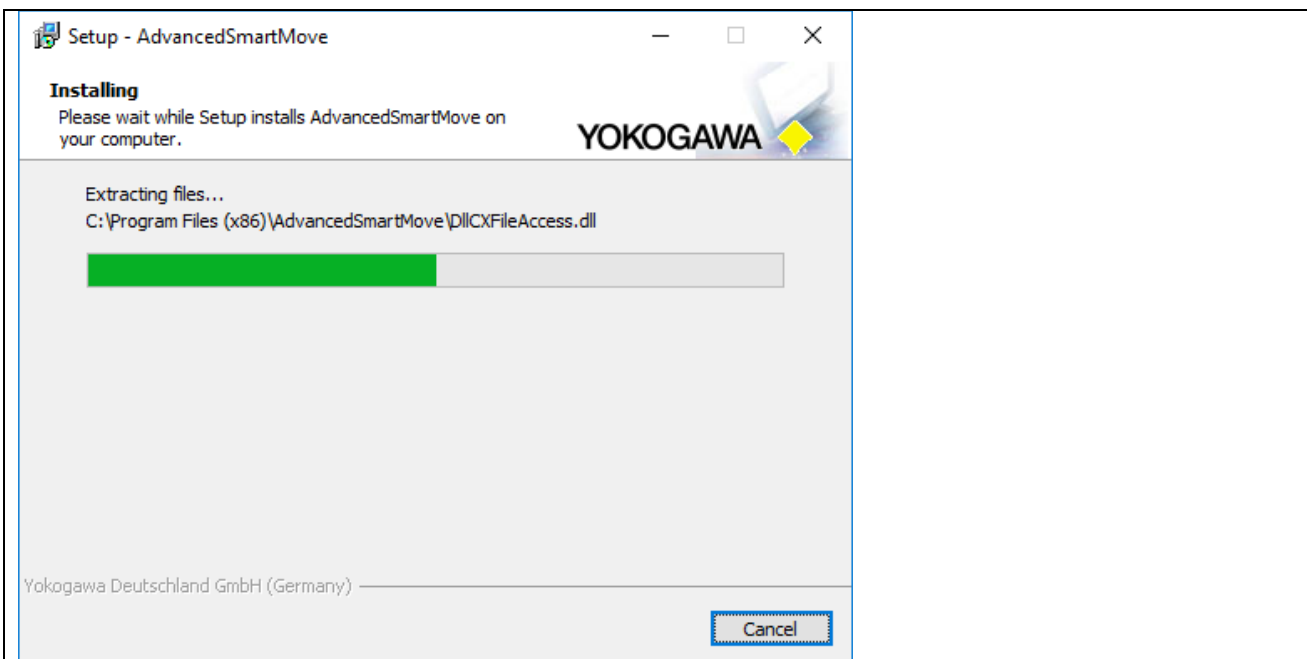 Setup - AdvancedSmartMove
Installing
Please wait while Setup installs AdvancedSmartMove on
your computer.
YOKOGAWA
Extracting files...
C:\Program Files (x86)\AdvancedSmartMove\DllCXFileAccess.dll
Yokogawa Deutschland GmbH (Germany)
Cancel